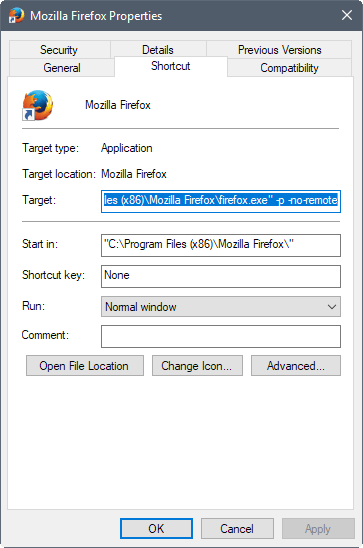 Mozilla Firefox Properties
Security Details Previous Versions
General Shortcut Compatibility
Mozilla Firefox
Target type: Application
Target location: Mozilla Firefox
Target: les (x86)\Mozilla Firefox\firefox.exe" -p -no-remote
Start in: "C:\Program Files (x86)\Mozilla Firefox\"
Shortcut key: None
Run: Normal window
Comment:
Open File Location Change Icon... Advanced...
OK Cancel Apply